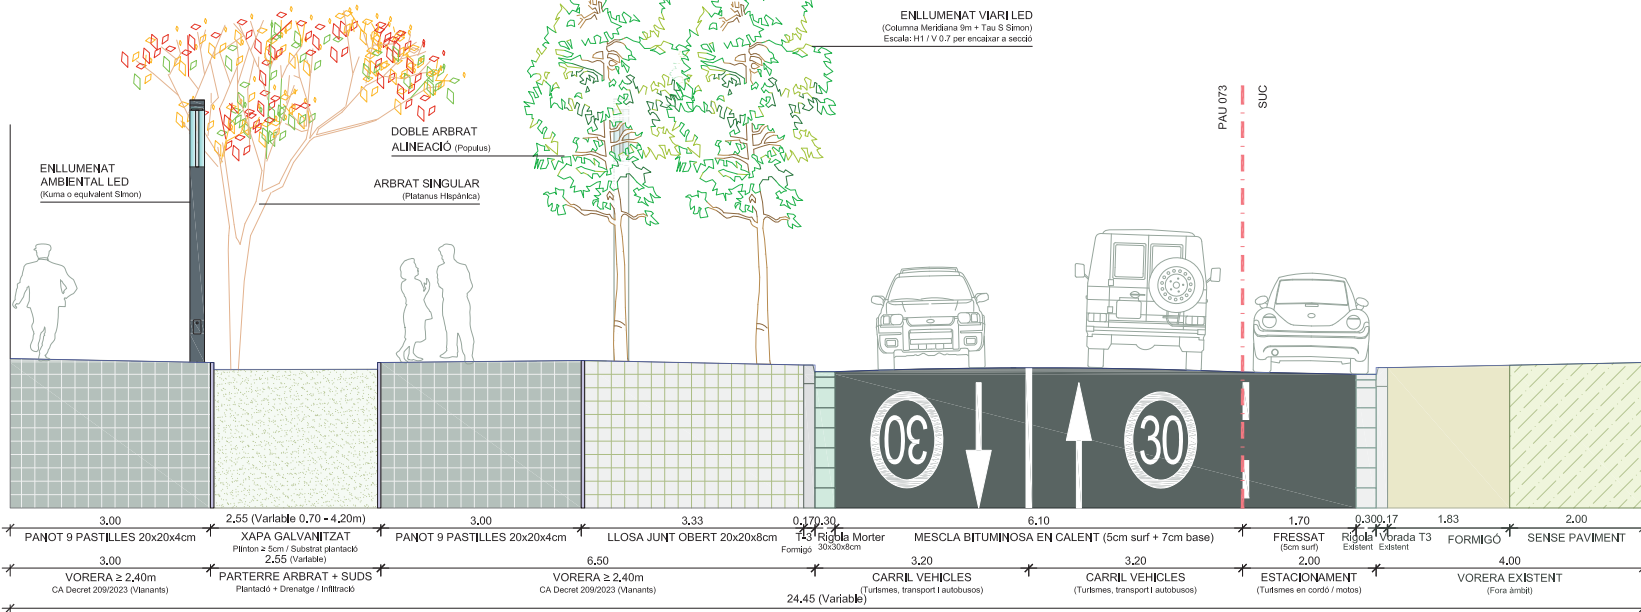 ENLLUMENAT VIARI LED
(Columna Meridiana 9m + Tau S Simon)
Escala: H1 / V 0.7 per encaixar a secció
PAU 073
SUC
DOBLE ARBRAT
ALINEACIÓ (Populus)
ENLLUMENAT
AMBIENTAL LED
(Kuma o equivalent Simon)
ARBRAT SINGULAR
(Platanus Hispànica)
30
30
3.00
2.55 (Variable 0.70 - 4.20m)
3.00
3.33
0.17
0.30
6.10
1.70
0.30
0.17
1.83
2.00
PANOT 9 PASTILLES 20x20x4cm
XAPA GALVANITZAT
Plinton ≥ 5cm / Substrat plantació
PANOT 9 PASTILLES 20x20x4cm
LLOSA JUNT OBERT 20x20x8cm
T-3
Formigó
Rigola Morter
30x30x8cm
MESCLA BITUMINOSA EN CALENT (5cm surf + 7cm base)
FRESSAT
(5cm surf)
Rigola
Existent
Vorada T3
Existent
FORMIGÓ
SENSE PAVIMENT
3.00
2.55 (Variable)
6.50
3.20
3.20
2.00
4.00
VORERA ≥ 2,40m
CA Decret 209/2023 (Vianants)
PARTERRE ARBRAT + SUDS
Plantació + Drenatge / Infiltració
VORERA ≥ 2,40m
CA Decret 209/2023 (Vianants)
CARRIL VEHICLES
(Turismes, transport i autobusos)
CARRIL VEHICLES
(Turismes, transport i autobusos)
ESTACIONAMENT
(Turismes en cordó / motos)
VORERA EXISTENT
(Fora àmbit)
24.45 (Variable)